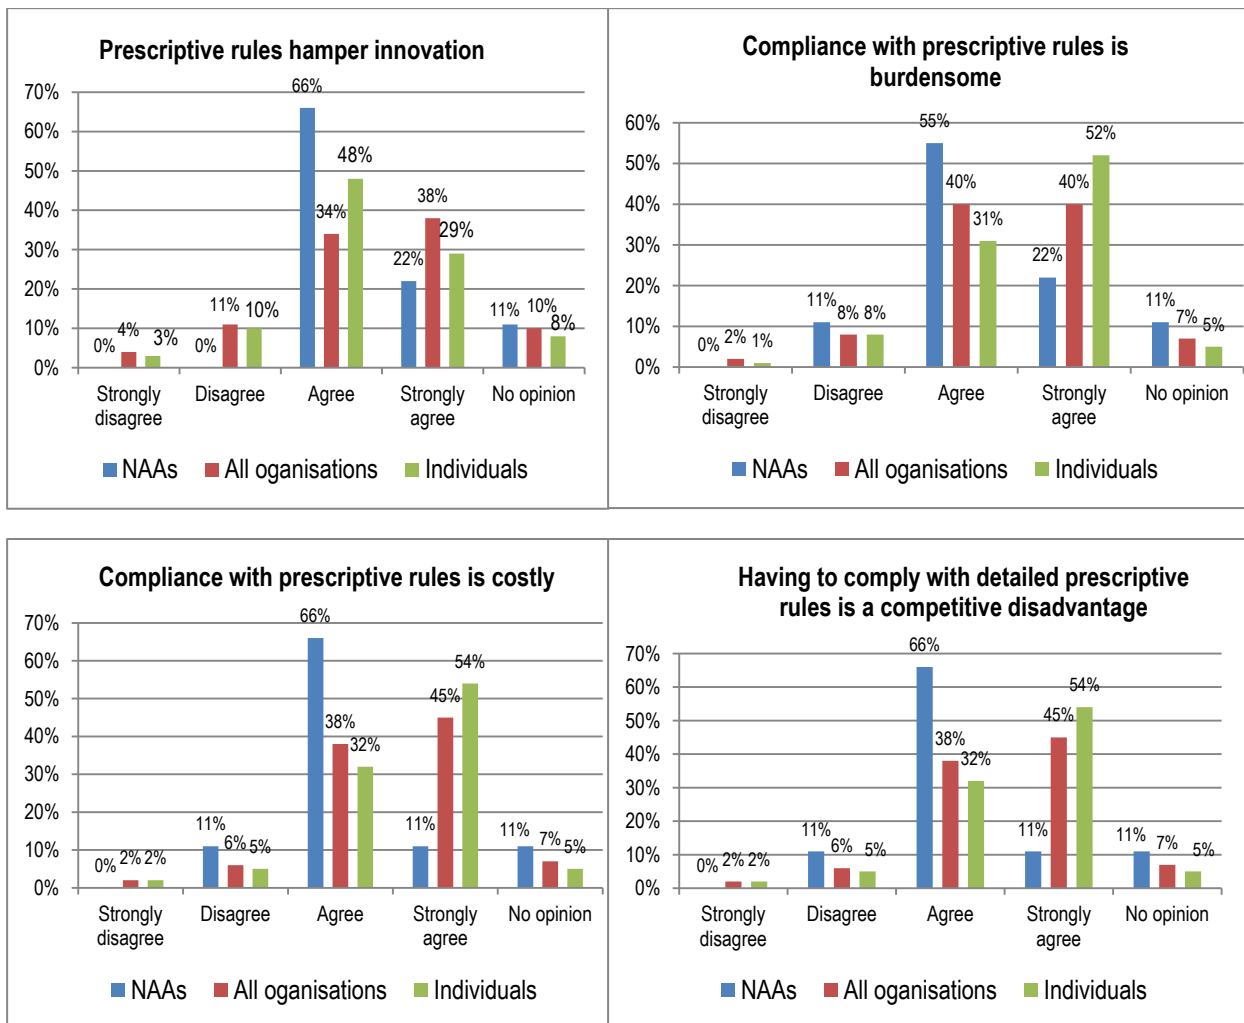 Prescriptive rules hamper innovation
70%
60%
50%
40%
30%
20%
10%
0%
0%
4%
3%
0%
11%
10%
66%
34%
48%
22%
38%
29%
11%
10%
8%
Strongly
disagree
Disagree
Agree
Strongly
agree
No opinion
NAAs
All oganisations
Individuals
Compliance with prescriptive rules is
burdensome
60%
50%
40%
30%
20%
10%
0%
0%
2%
1%
11%
8%
8%
55%
40%
31%
22%
40%
52%
11%
7%
5%
Strongly
disagree
Disagree
Agree
Strongly
agree
No opinion
NAAs
All oganisations
Individuals
Compliance with prescriptive rules is costly
70%
60%
50%
40%
30%
20%
10%
0%
0%
2%
2%
11%
6%
5%
66%
38%
32%
11%
45%
54%
11%
7%
5%
Strongly
disagree
Disagree
Agree
Strongly
agree
No opinion
NAAs
All oganisations
Individuals
Having to comply with detailed prescriptive
rules is a competitive disadvantage
70%
60%
50%
40%
30%
20%
10%
0%
0%
2%
2%
11%
6%
5%
66%
38%
32%
11%
45%
54%
11%
7%
5%
Strongly
disagree
Disagree
Agree
Strongly
agree
No opinion
NAAs
All oganisations
Individuals